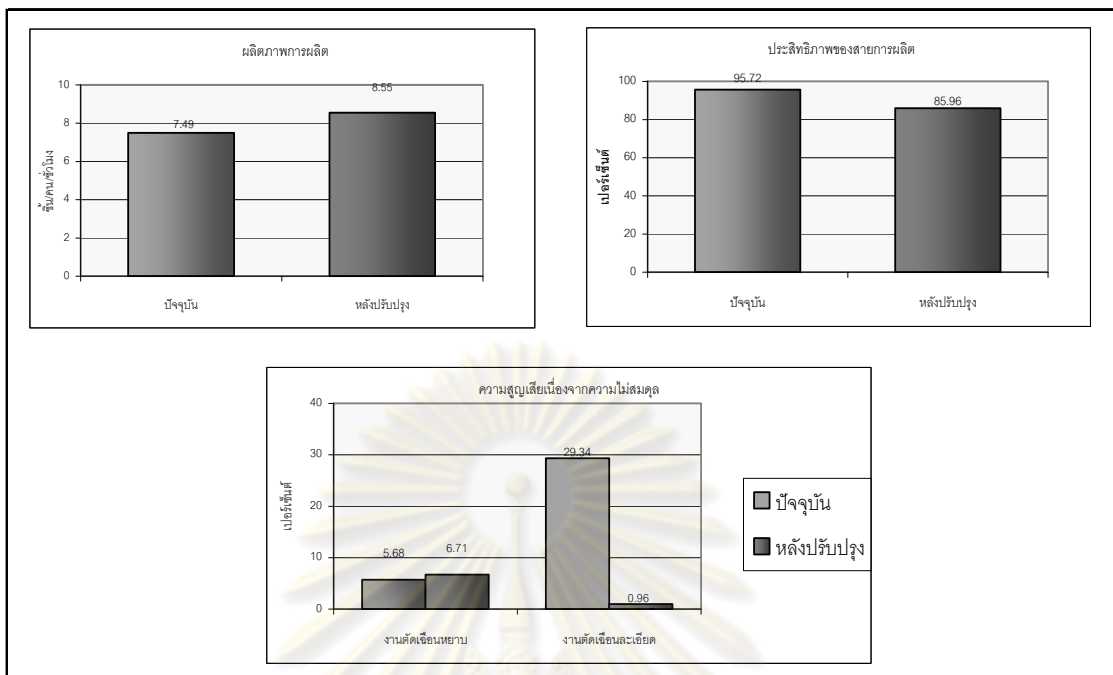 ผลิตภาพการผลิต
ชิ้น/คน/ชั่วโมง
10
8
6
4
2
0
7.49
8.55
ปัจจุบัน
หลังปรับปรุง
ประสิทธิภาพของสายการผลิต
เปอร์เซ็นต์
100
80
60
40
20
0
95.72
85.96
ปัจจุบัน
หลังปรับปรุง
ความสูญเสียเนื่องจากความไม่สมดุล
เปอร์เซ็นต์
40
30
20
10
0
5.68
6.71
29.34
0.96
งานตัดเฉือนหยาบ
งานตัดเฉือนละเอียด
ปัจจุบัน
หลังปรับปรุง